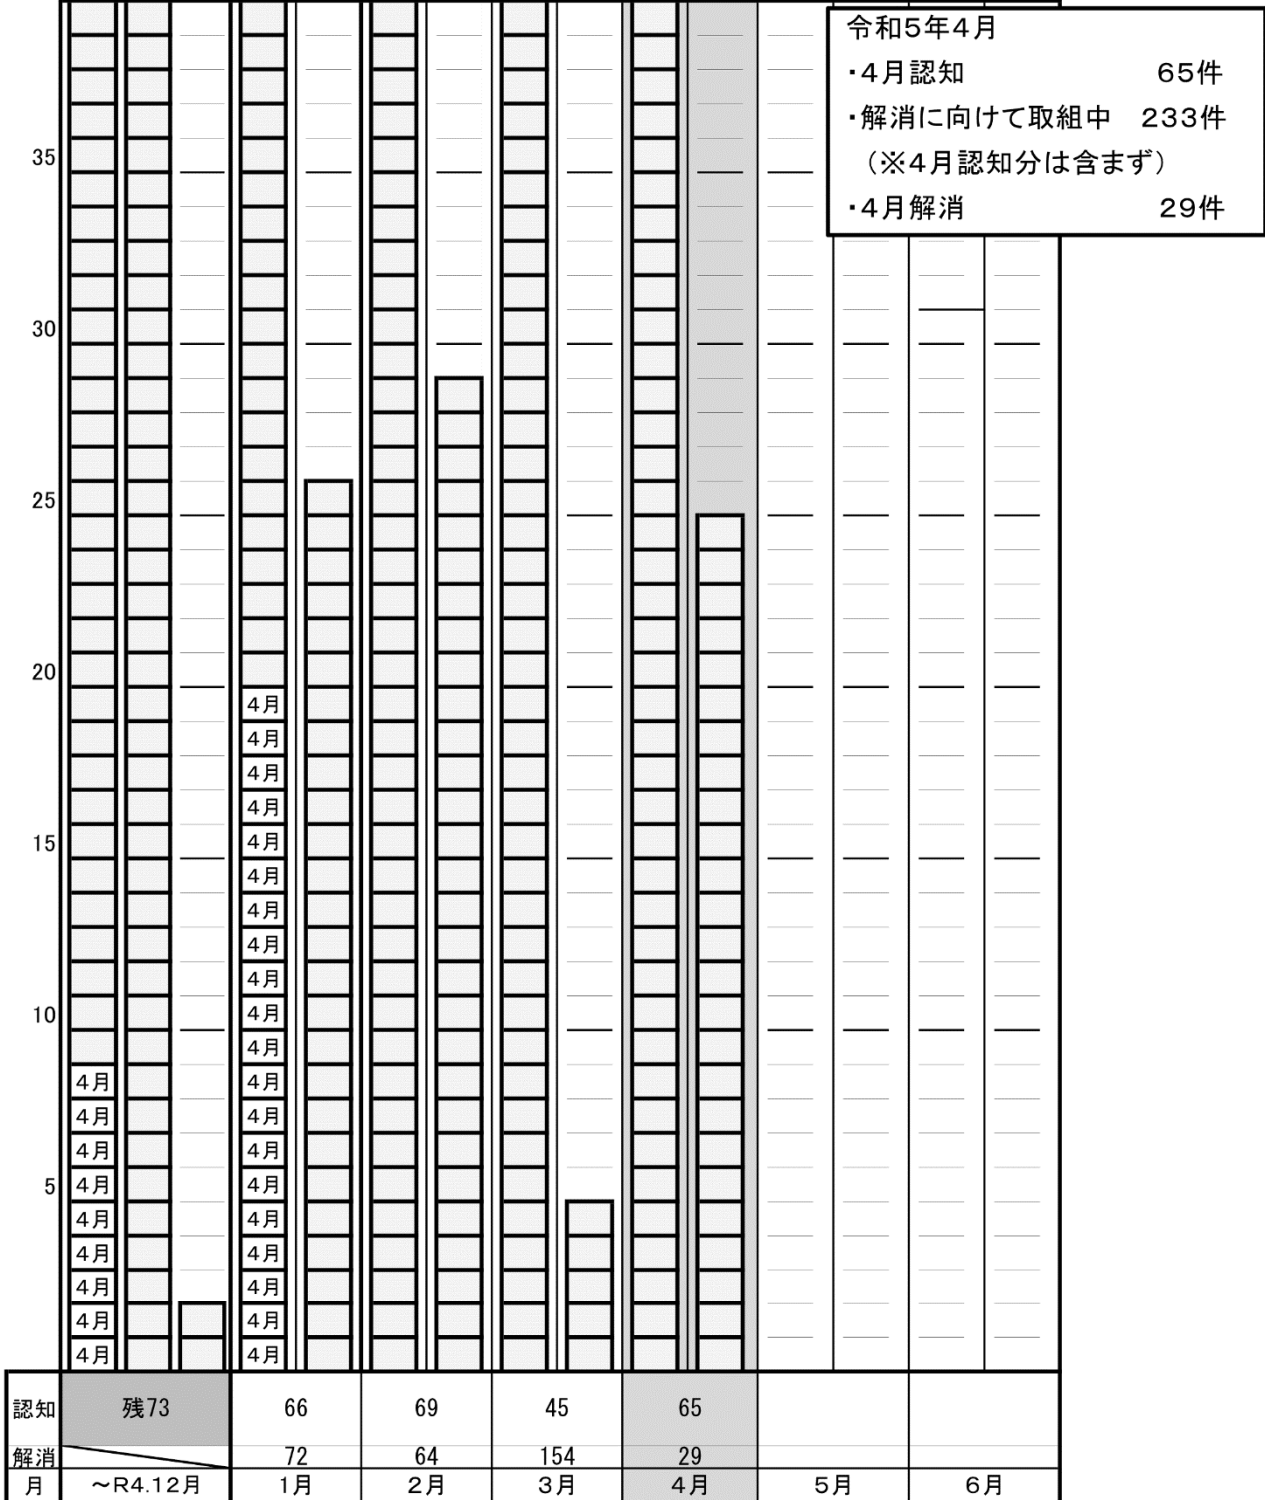 令和5年4月
・4月認知 65件
・解消に向けて取組中 233件
(※4月認知分は含まず)
・4月解消 29件
35
30
25
20
4月
4月
4月
4月
15 4月
4月
4月
4月
4月
10 4月
4月
4月 4月
4月 4月
4月 4月
5 4月 4月
4月 4月
4月 4月
4月 4月
4月 4月
4月 4月
認知 残73 66 69 45 65
解消 72 64 154 29
月 ～R4.12月 1月 2月 3月 4月 5月 6月